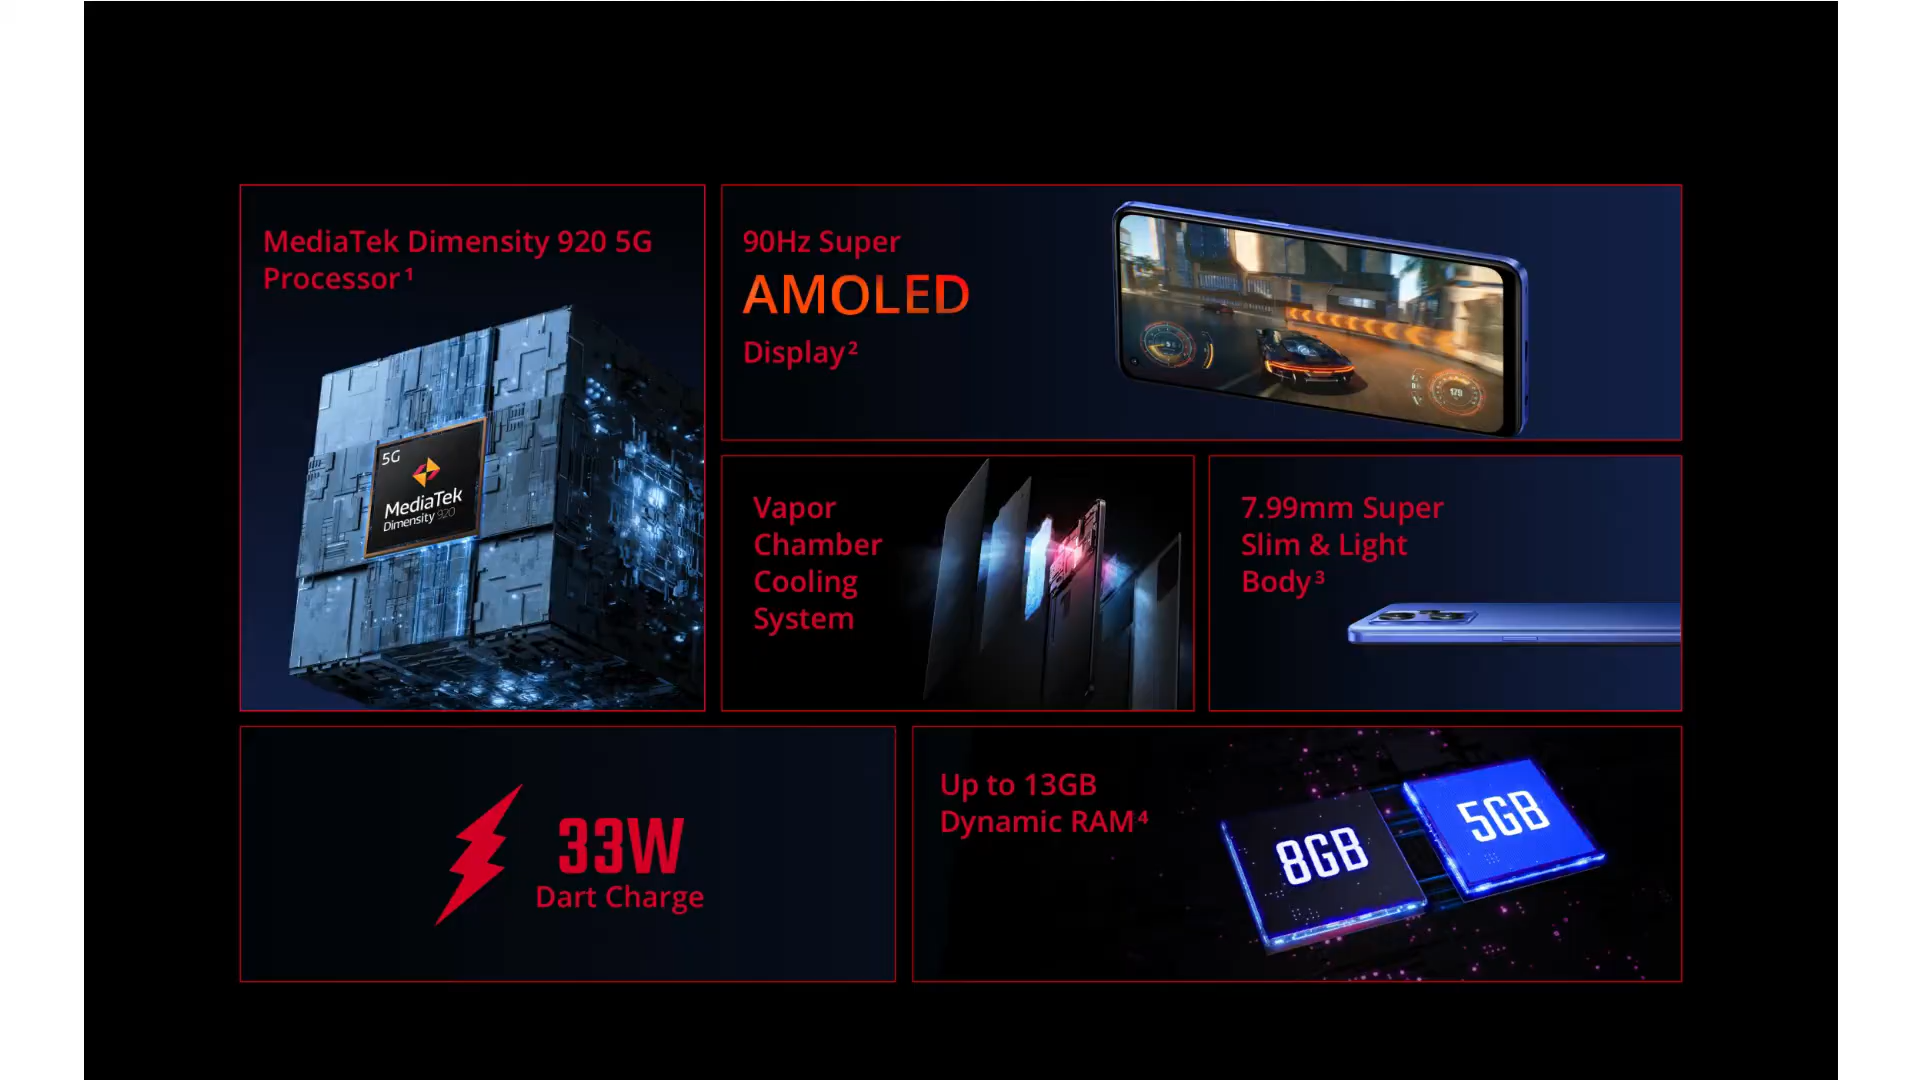 MediaTek Dimensity 920 5G
Processor¹
5G
MediaTek
Dimensity 920
90Hz Super
AMOLED
Display²
179
Vapor
Chamber
Cooling
System
7.99mm Super
Slim & Light
Body³
33W
Dart Charge
Up to 13GB
Dynamic RAM⁴
8GB
5GB